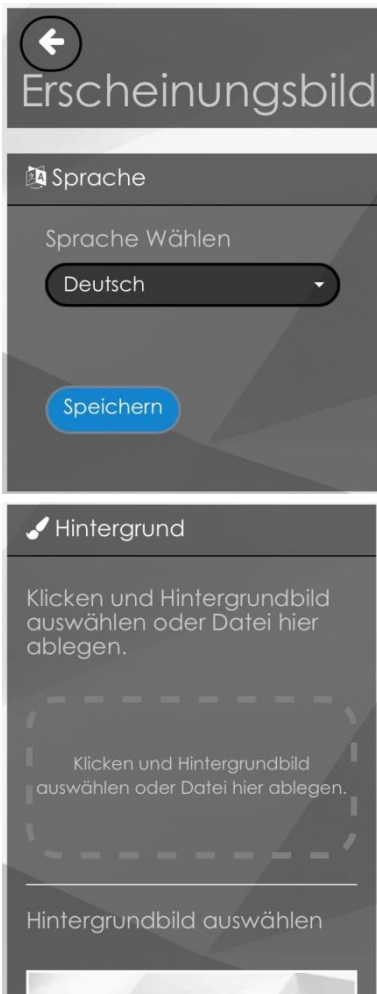 Erscheinungsbild
Sprache
Sprache Wählen
Deutsch
Speichern
Hintergrund
Klicken und Hintergrundbild
auswählen oder Datei hier
ablegen.
Klicken und Hintergrundbild
auswählen oder Datei hier ablegen.
Hintergrundbild auswählen